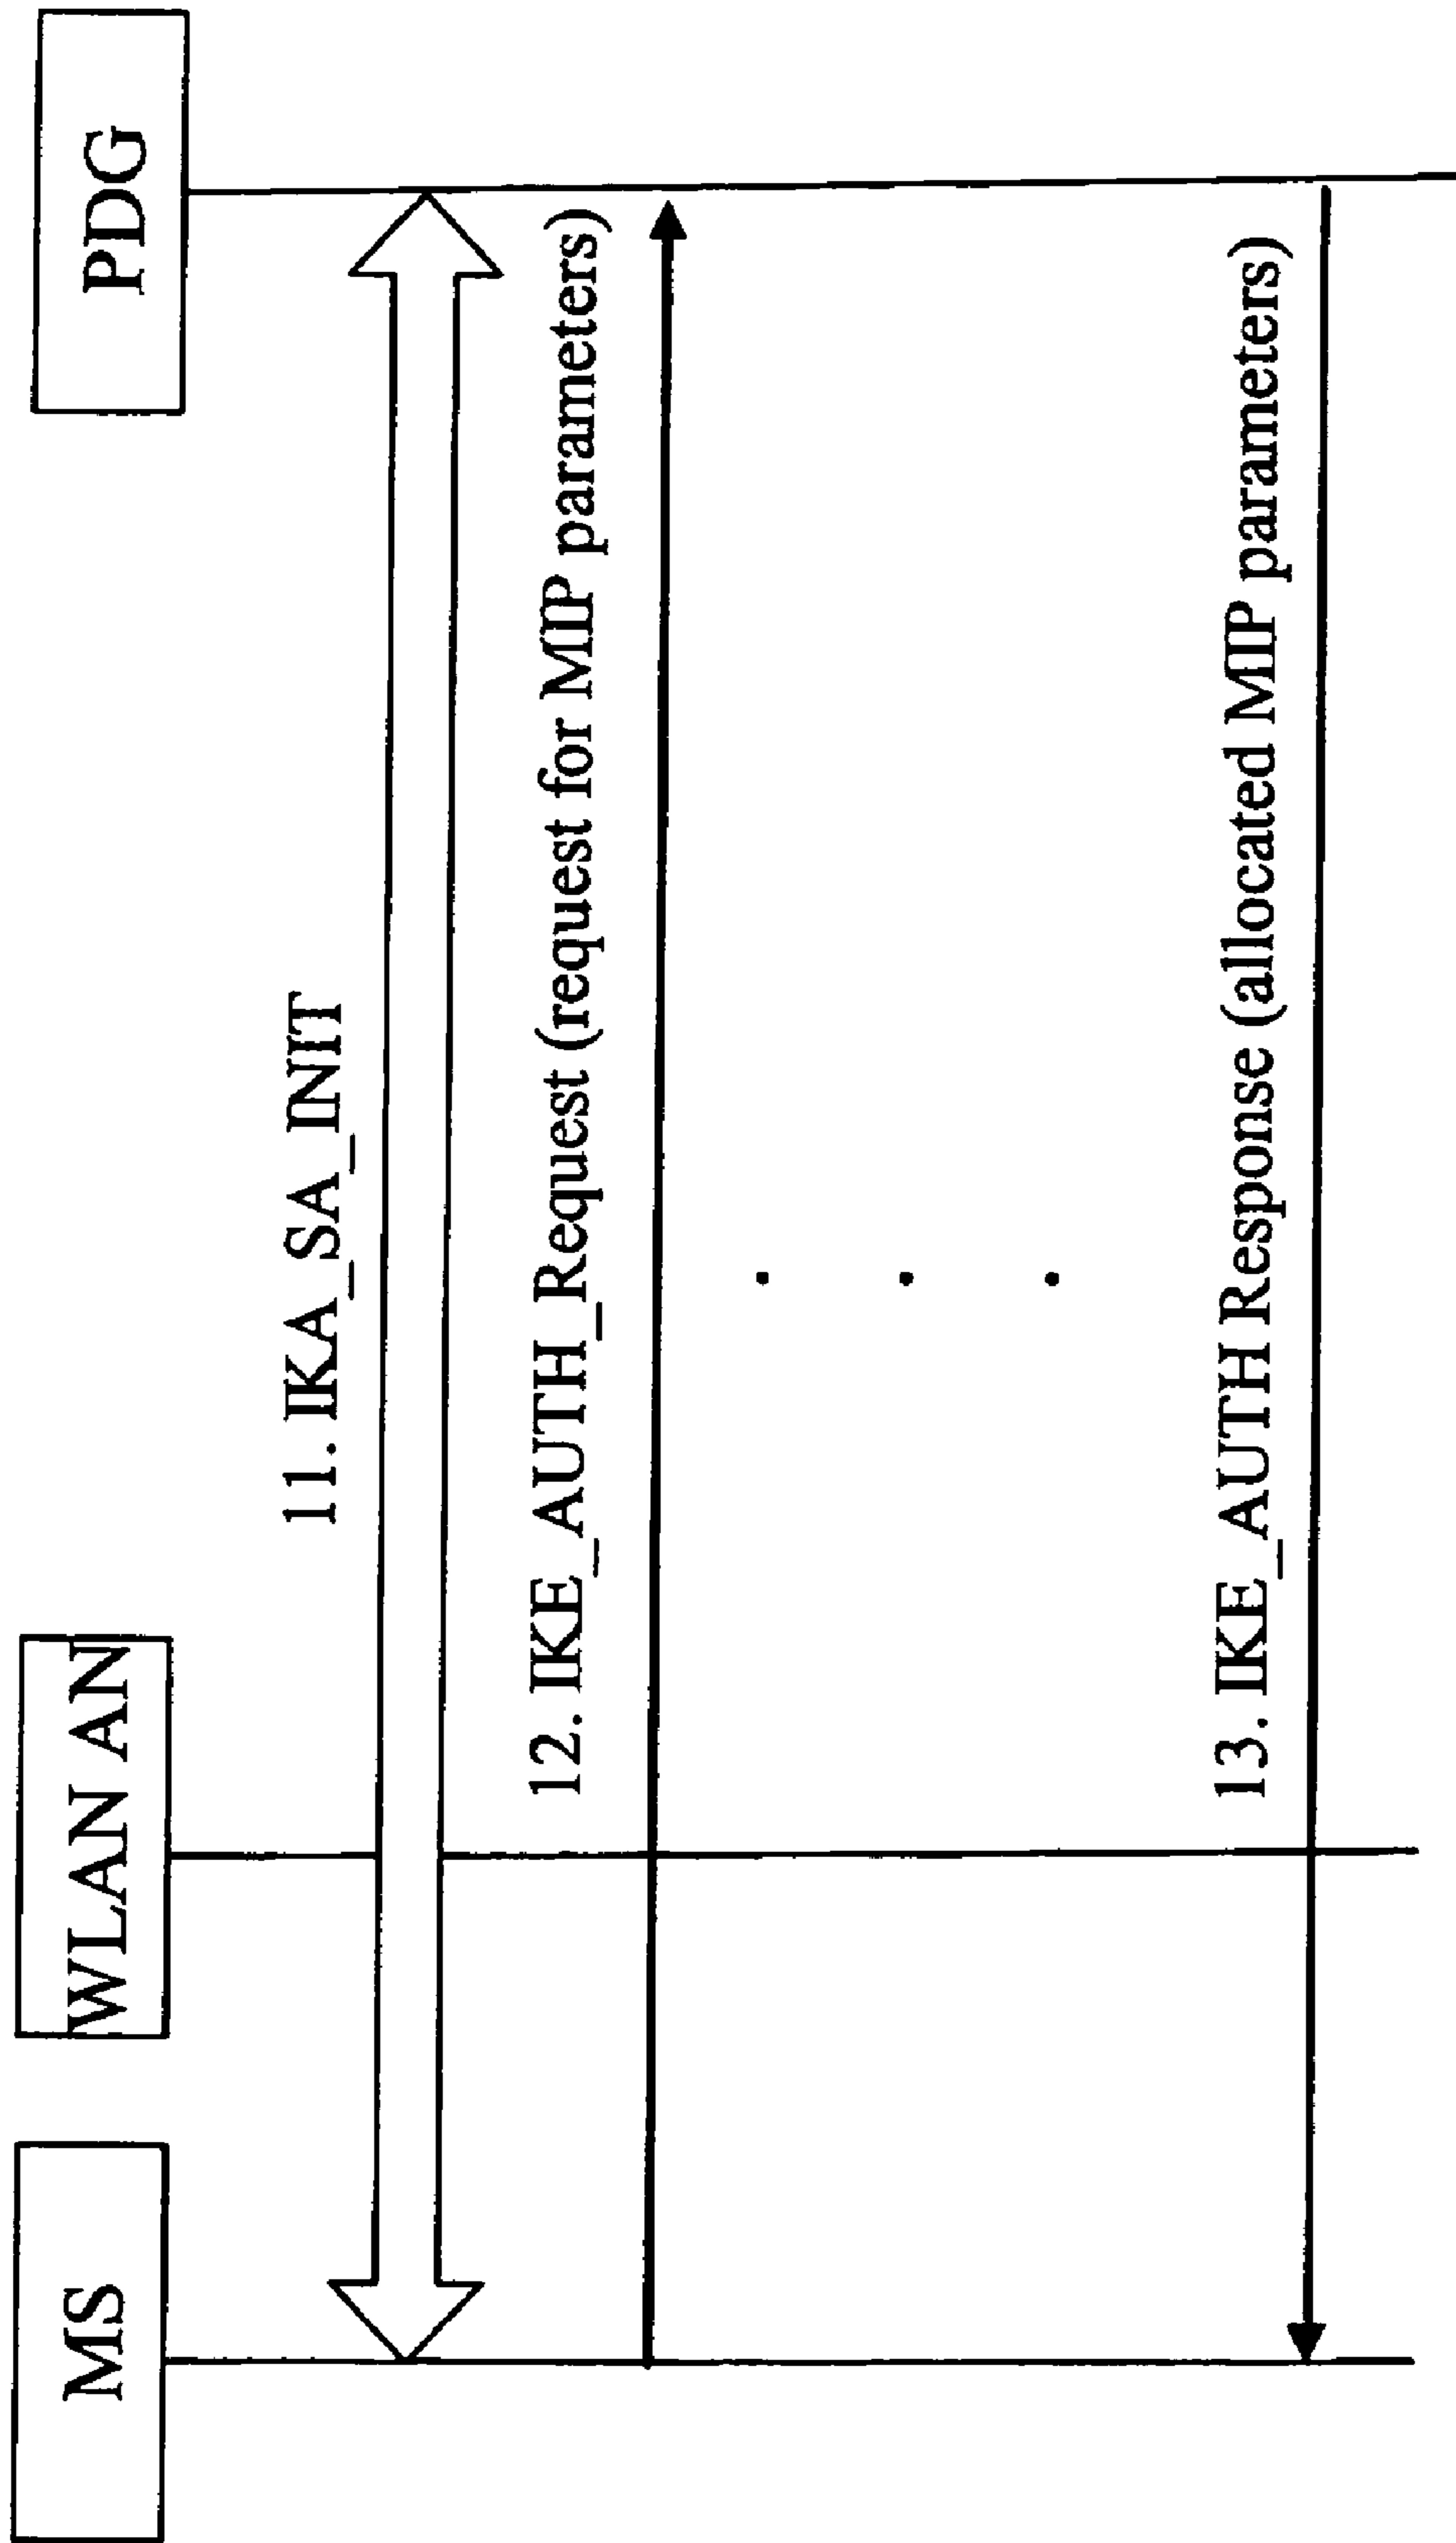 MS
WLAN AN
PDG
11. IKA_SA_INIT
12. IKE_AUTH_Request (request for MIP parameters)
13. IKE_AUTH Response (allocated MIP parameters)